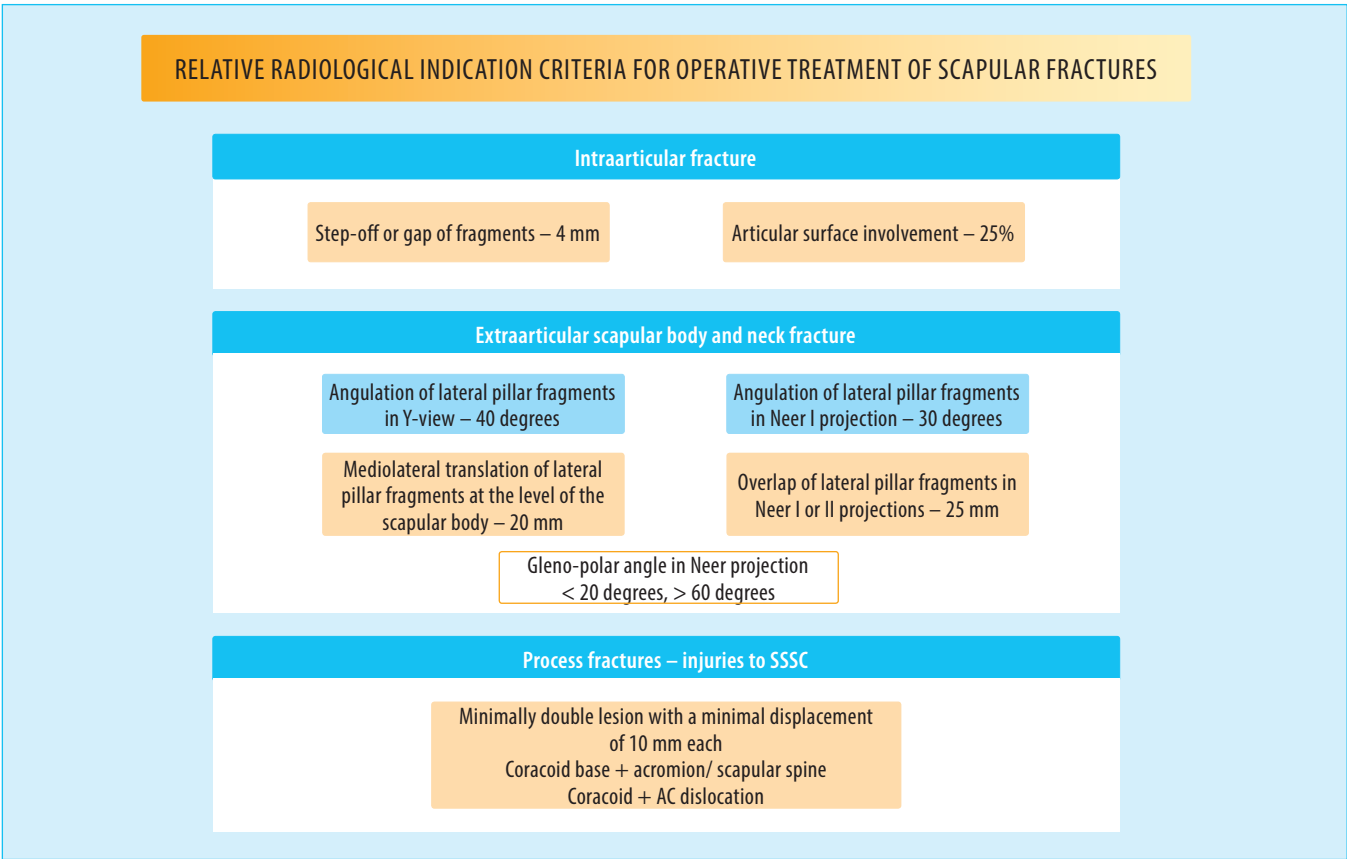 RELATIVE RADIOLOGICAL INDICATION CRITERIA FOR OPERATIVE TREATMENT OF SCAPULAR FRACTURES
Intraarticular fracture
Step-off or gap of fragments – 4 mm
Articular surface involvement – 25%
Extraarticular scapular body and neck fracture
Angulation of lateral pillar fragments
in Y-view – 40 degrees
Angulation of lateral pillar fragments
in Neer I projection – 30 degrees
Mediolateral translation of lateral
pillar fragments at the level of the
scapular body – 20 mm
Overlap of lateral pillar fragments in
Neer I or II projections – 25 mm
Gleno-polar angle in Neer projection
< 20 degrees, > 60 degrees
Process fractures – injuries to SSSC
Minimally double lesion with a minimal displacement
of 10 mm each
Coracoid base + acromion/ scapular spine
Coracoid + AC dislocation